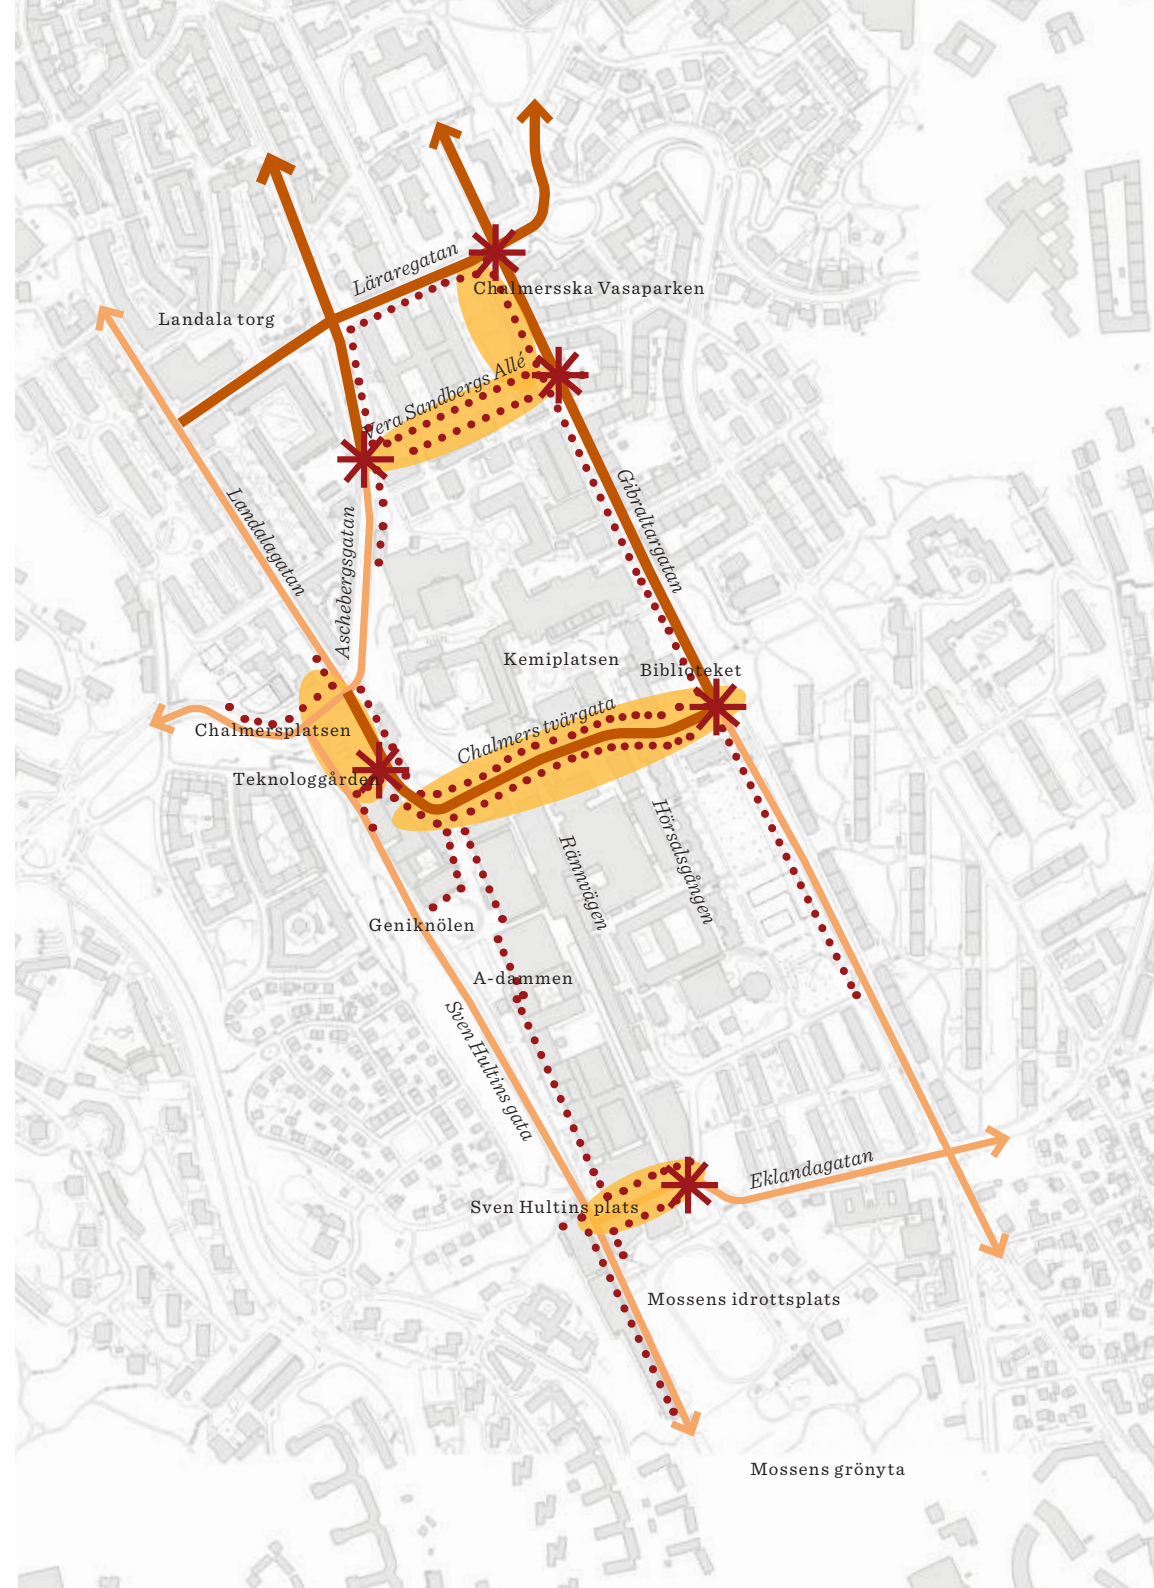 Läraregatan
Chalmersska Vasaparken
Landala torg
Vera Sandbergs Allé
Landalagatan
Aschebergsgatan
Gibraltargatan
Kemiplatsen
Biblioteket
Chalmers tvärgata
Chalmersplatsen
Teknologgården
Rännvägen
Hörsalsgången
Geniknölen
A-dammen
Sven Hultins gata
Eklandagatan
Sven Hultins plats
Mossens idrottsplats
Mossens grönyta